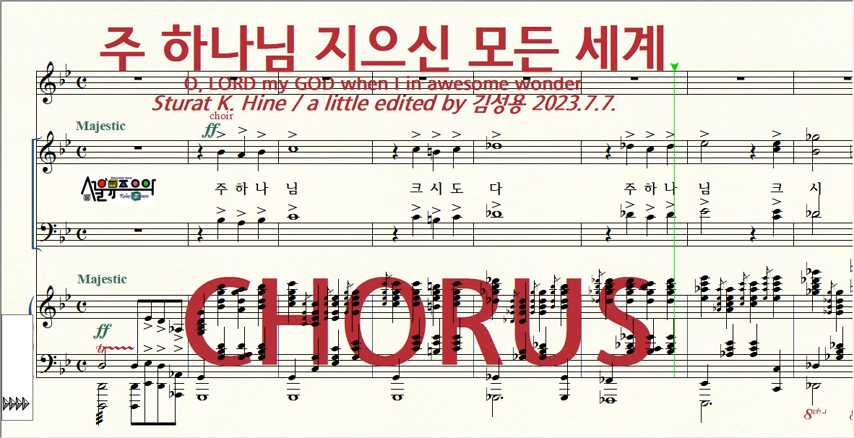 주 하나님 지으신 모든 세계
O, LORD my GOD when I in awesome wonder
Sturat K. Hine / a little edited by 김성용 2023.7.7.
choir
Majestic
ff
주 하 나 님 크 시 도 다 주 하 나 님 크 시
CHORUS
Majestic
ff
tr
8vb